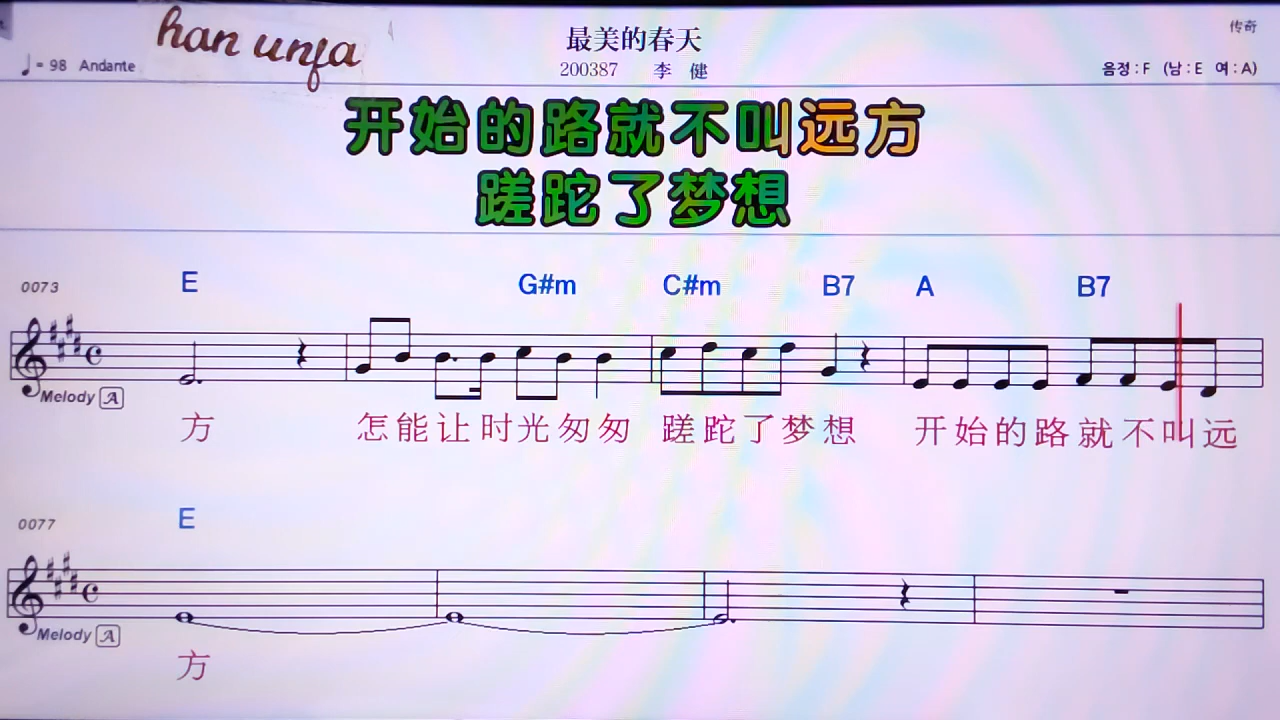 han unfa
最美的春天
传奇
♩= 98 Andante
200387 李 健
음정 : F (남 : E 여 : A)
开始的路就不叫远方
蹉跎了梦想
0073
E G#m C#m B7 A B7
Melody A
方 怎能让时光匆匆 蹉跎了梦想 开始的路就不叫远
0077
E
Melody A
方